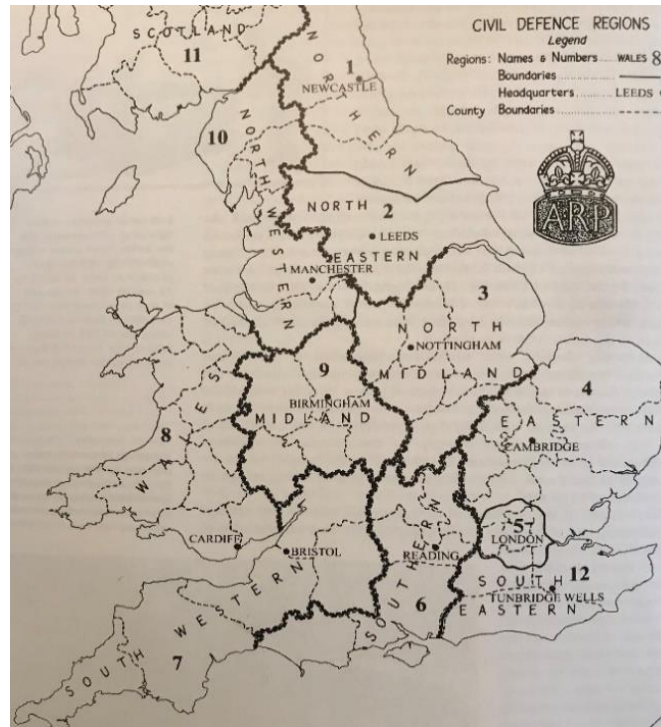 CIVIL DEFENCE REGIONS
Legend
Regions: Names & Numbers .... WALES 8
Boundaries ..............
Headquarters ....... LEEDS
County Boundaries ..............
ARP
SCOTLAND
11
1
NEWCASTLE
NORTHERN
10
NORTH WESTERN
NORTH
2
LEEDS
EASTERN
MANCHESTER
3
NORTH
NOTTINGHAM
MIDLAND
9
BIRMINGHAM
MIDLAND
4
EASTERN
CAMBRIDGE
8
WALES
CARDIFF
BRISTOL
5
LONDON
READING
SOUTHERN
6
SOUTH
12
TUNBRIDGE WELLS
EASTERN
SOUTH WESTERN
7